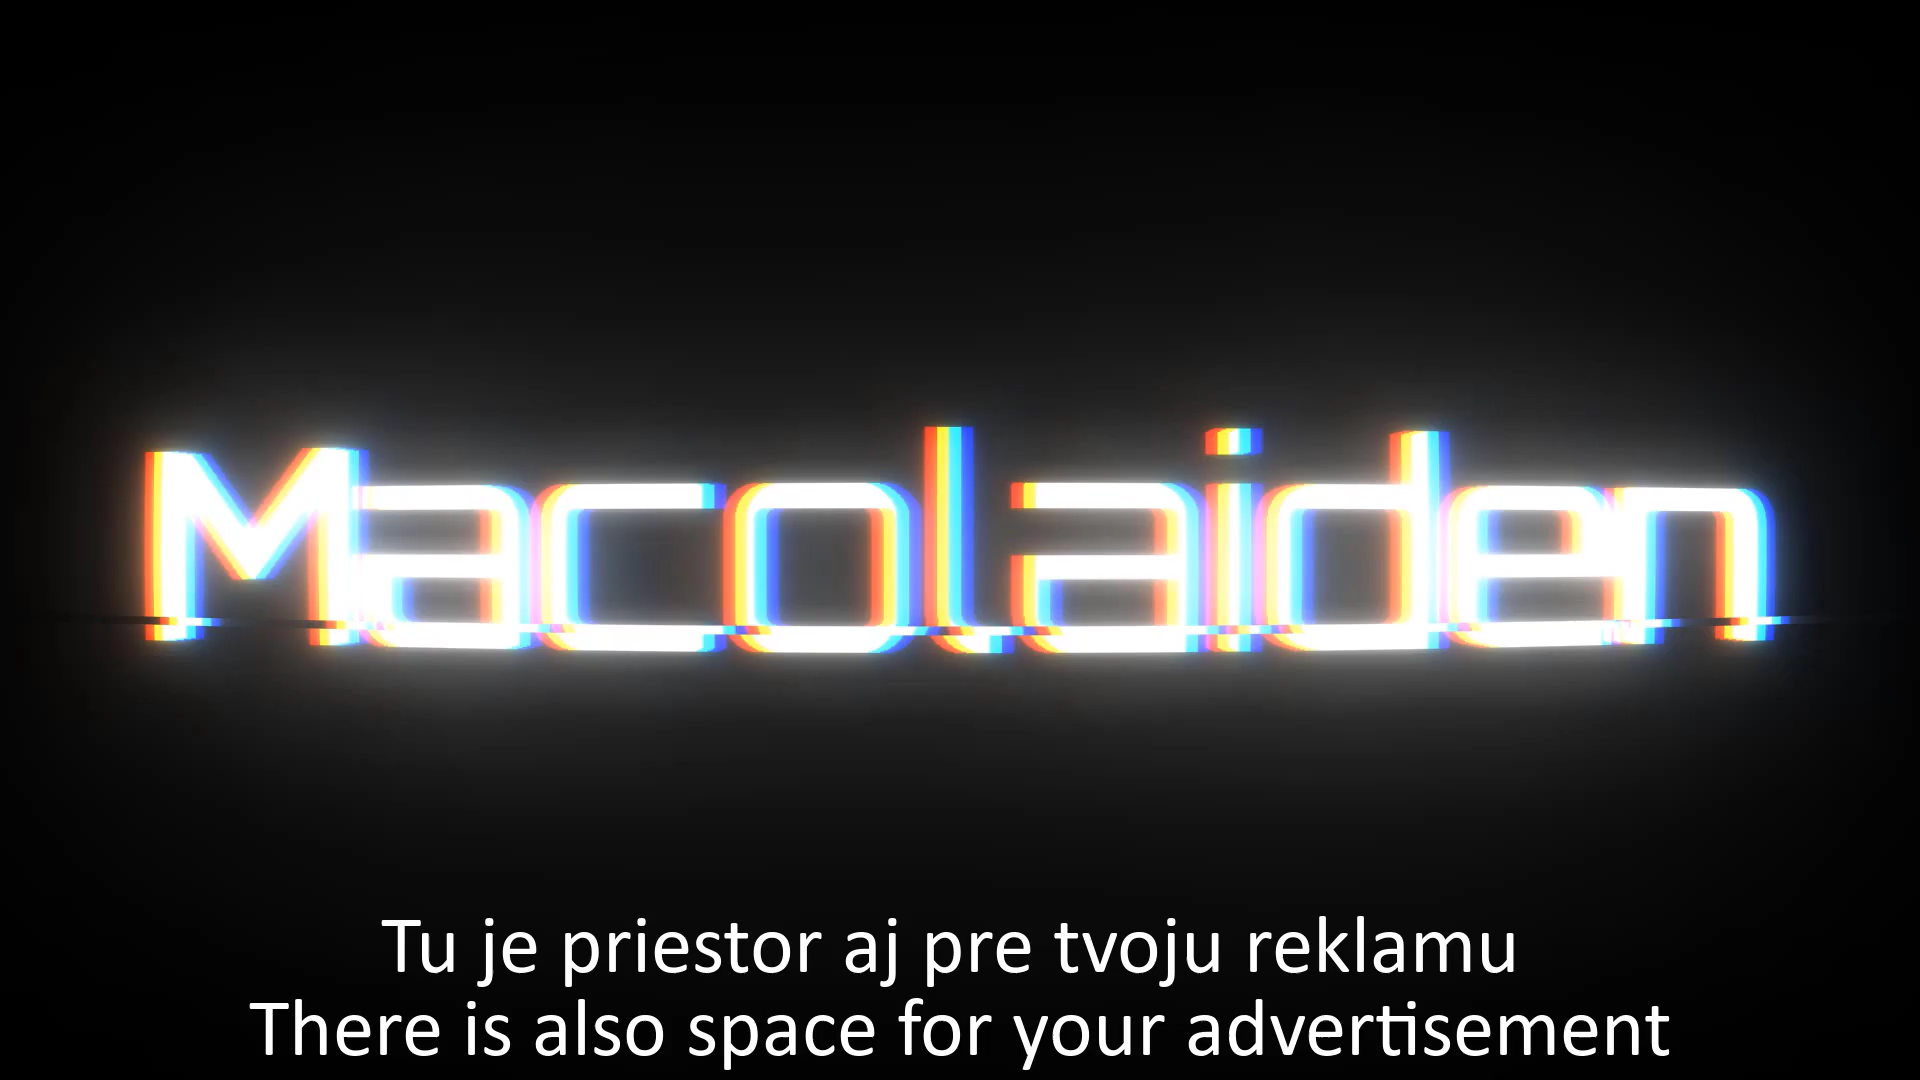 Macolaiden
Tu je priestor aj pre tvoju reklamu
There is also space for your advertisement